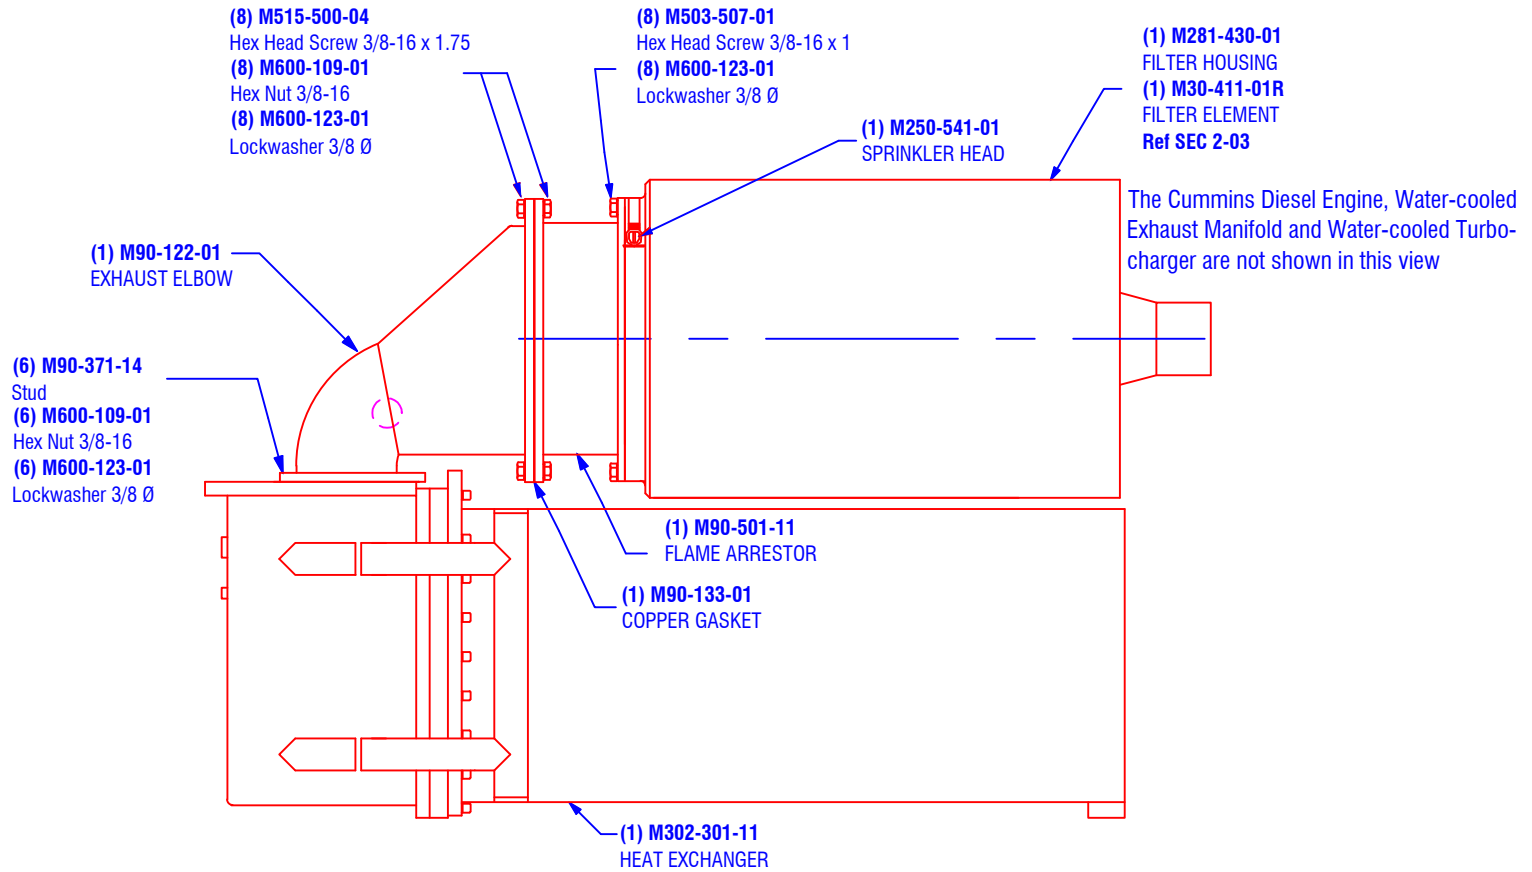 (8) M515-500-04
Hex Head Screw 3/8-16 x 1.75
(8) M600-109-01
Hex Nut 3/8-16
(8) M600-123-01
Lockwasher 3/8 Ø
(8) M503-507-01
Hex Head Screw 3/8-16 x 1
(8) M600-123-01
Lockwasher 3/8 Ø
(1) M250-541-01
SPRINKLER HEAD
(1) M281-430-01
FILTER HOUSING
(1) M30-411-01R
FILTER ELEMENT
Ref SEC 2-03
The Cummins Diesel Engine, Water-cooled
Exhaust Manifold and Water-cooled Turbo-
charger are not shown in this view
(1) M90-122-01
EXHAUST ELBOW
(6) M90-371-14
Stud
(6) M600-109-01
Hex Nut 3/8-16
(6) M600-123-01
Lockwasher 3/8 Ø
(1) M90-501-11
FLAME ARRESTOR
(1) M90-133-01
COPPER GASKET
(1) M302-301-11
HEAT EXCHANGER